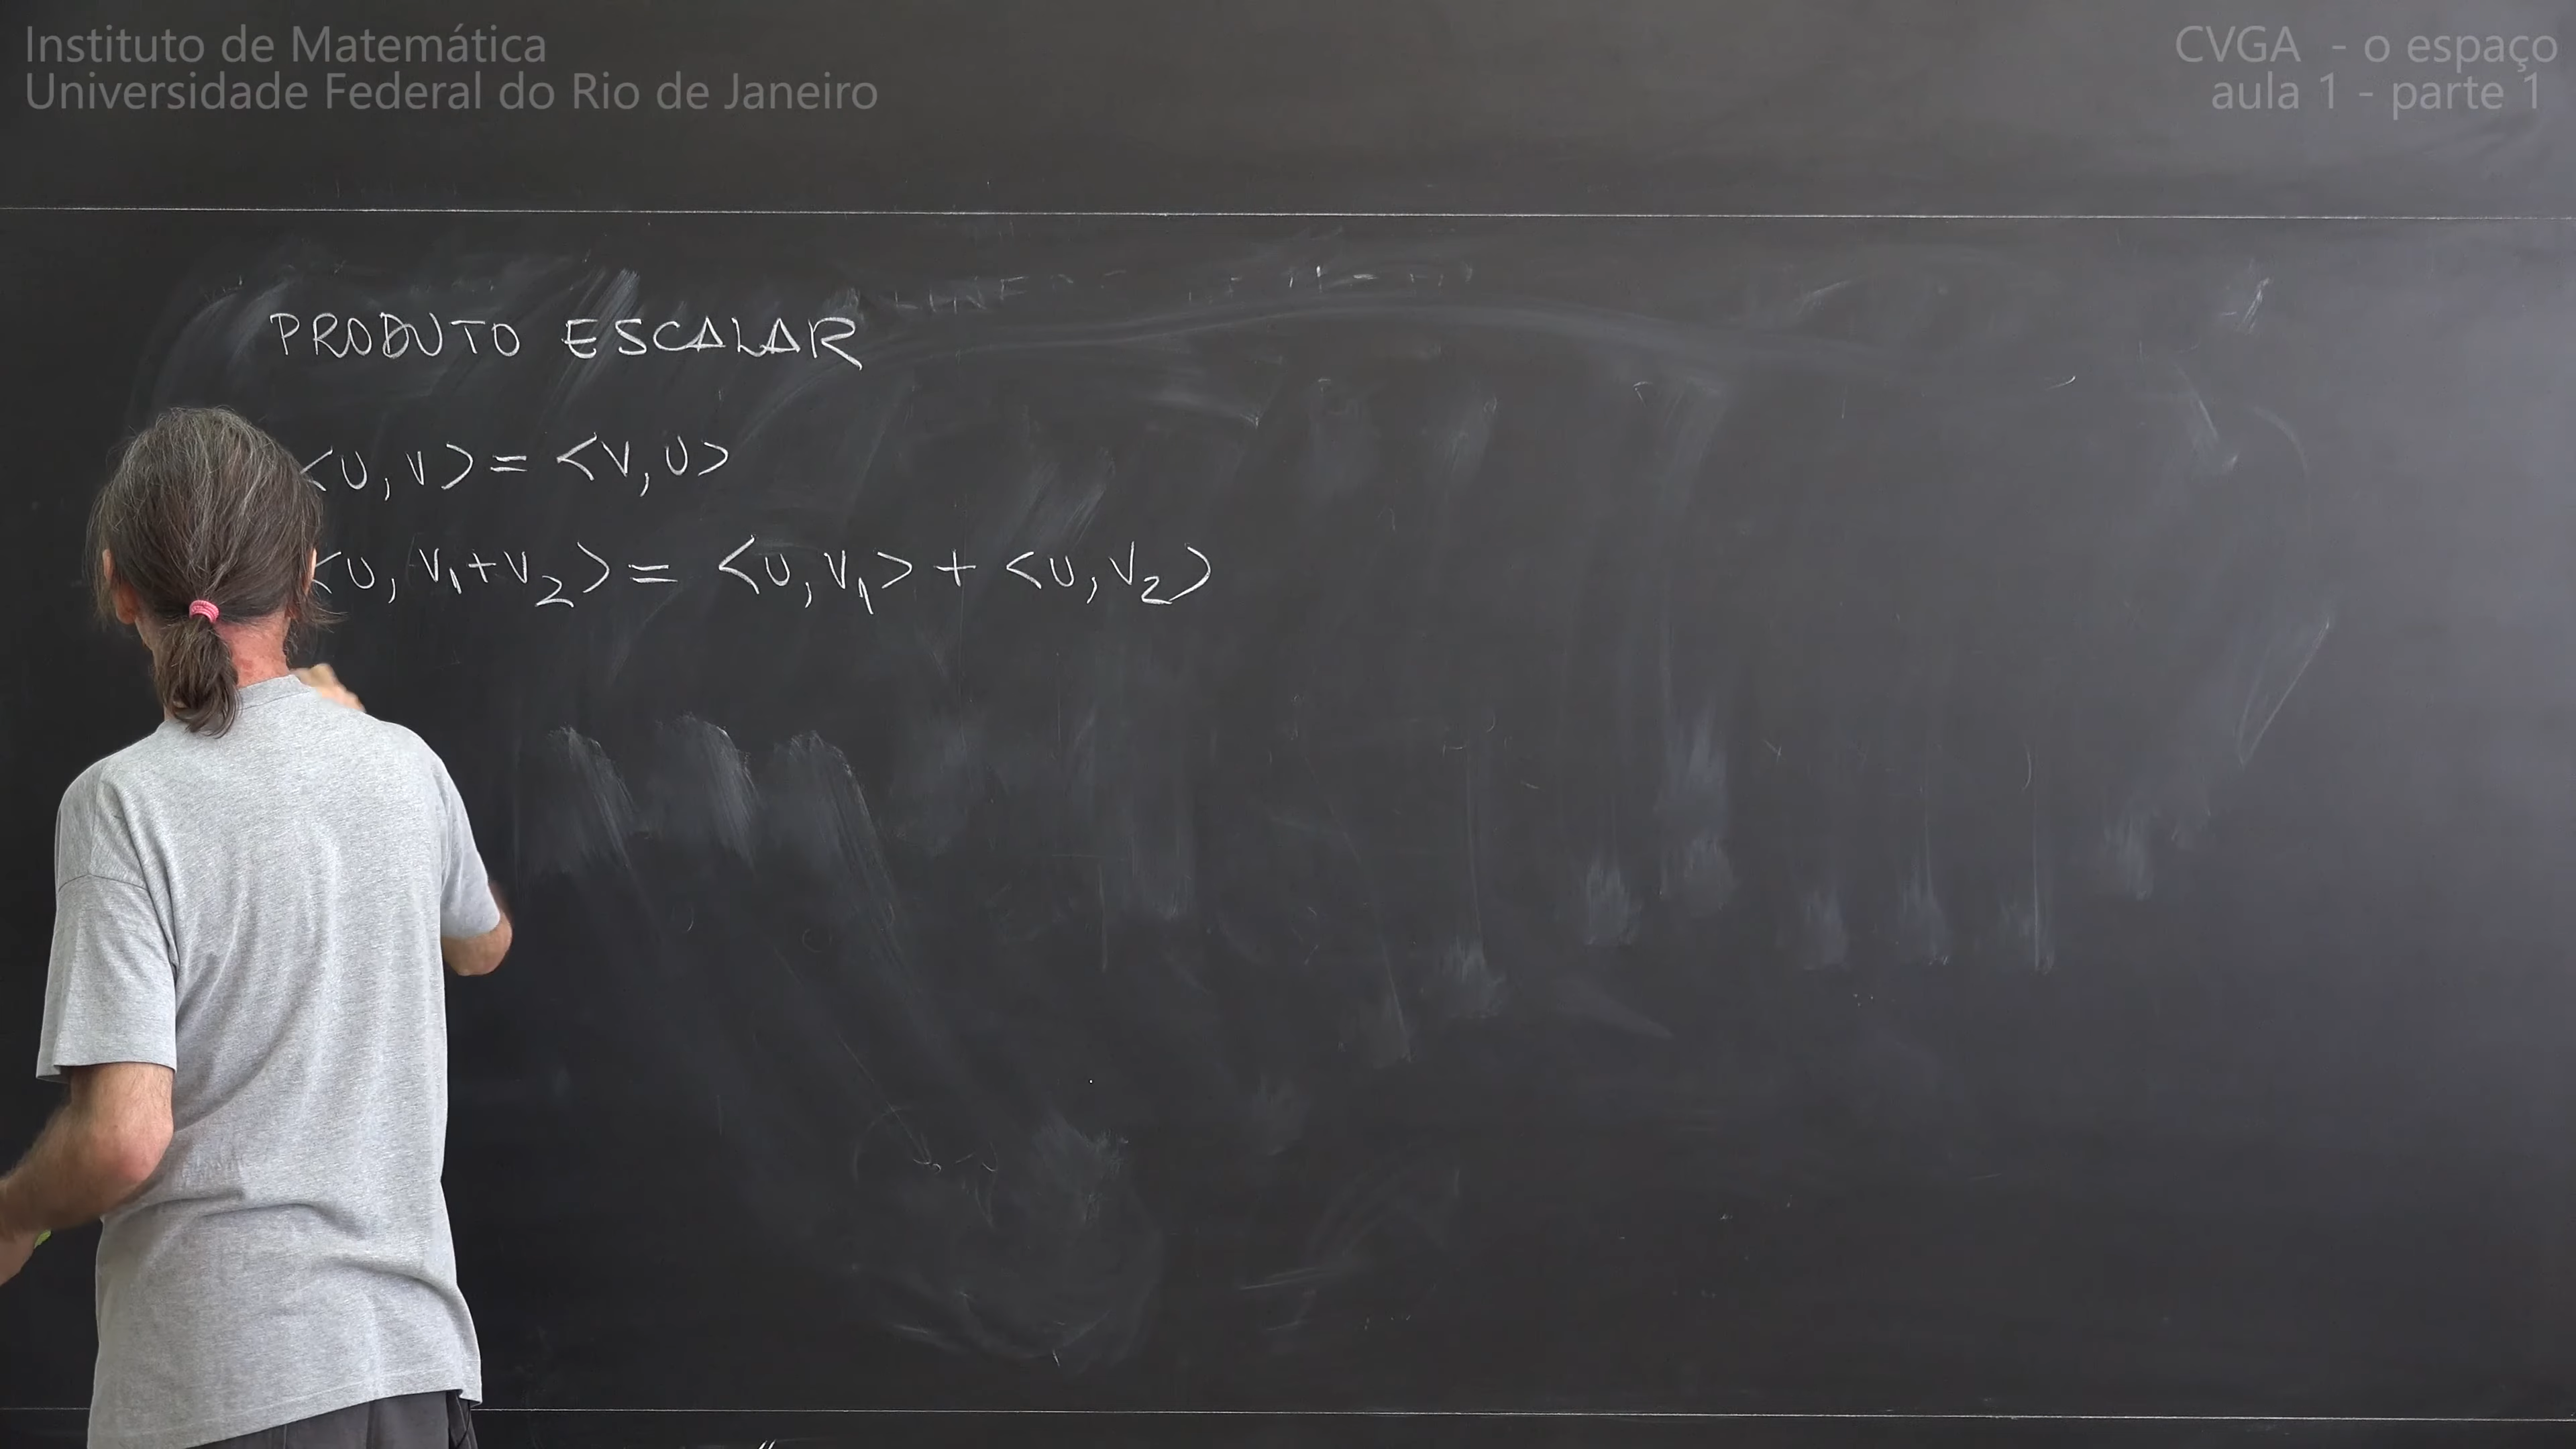 Instituto de Matemática
Universidade Federal do Rio de Janeiro
CVGA - o espaço
aula 1 - parte 1
PRODUTO ESCALAR
<U, V> = <V, U>
<U, V₁+V₂> = <U, V₁> + <U, V₂>